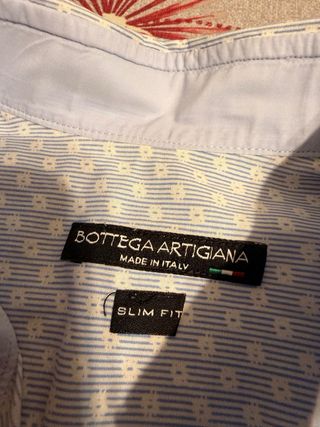 BOTTEGA ARTIGIANA
MADE IN ITALY
SLIM FIT